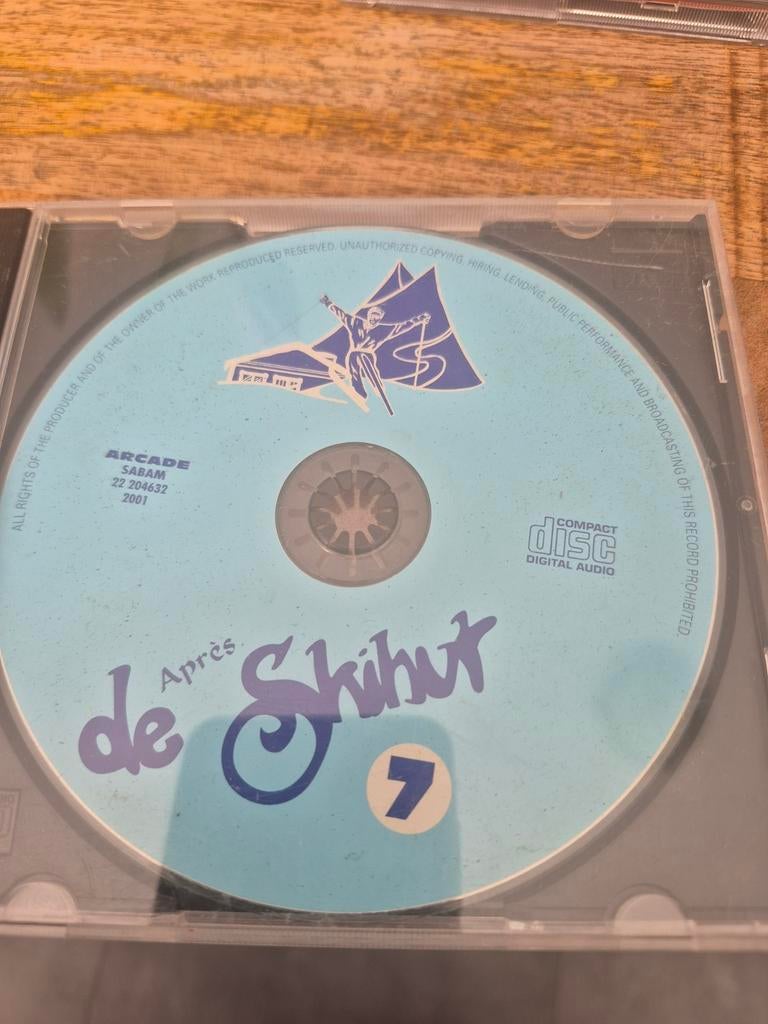 ALL RIGHTS OF THE PRODUCER AND OF THE OWNER OF THE WORK REPRODUCED RESERVED. UNAUTHORIZED COPYING, HIRING, LENDING, PUBLIC PERFORMANCE AND BROADCASTING OF THIS RECORD PROHIBITED.
ARCADE
SABAM
22 204632
2001
COMPACT
disc
DIGITAL AUDIO
de Après Skihut
7